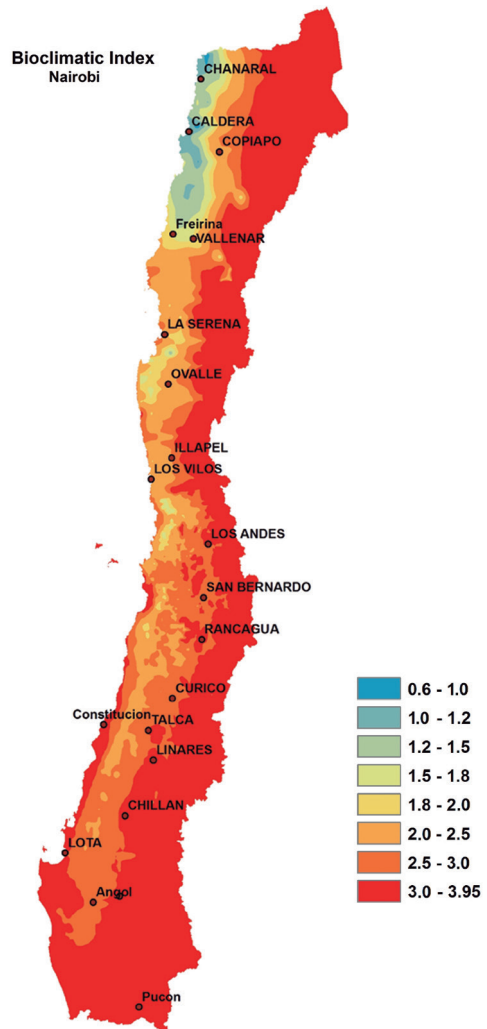 Bioclimatic Index
Nairobi
CHANARAL
CALDERA
COPIAPO
Freirina
VALLENAR
LA SERENA
OVALLE
ILLAPEL
LOS VILOS
LOS ANDES
SAN BERNARDO
RANCAGUA
CURICO
Constitucion
TALCA
LINARES
CHILLAN
LOTA
Angol
Pucon
0.6 - 1.0
1.0 - 1.2
1.2 - 1.5
1.5 - 1.8
1.8 - 2.0
2.0 - 2.5
2.5 - 3.0
3.0 - 3.95